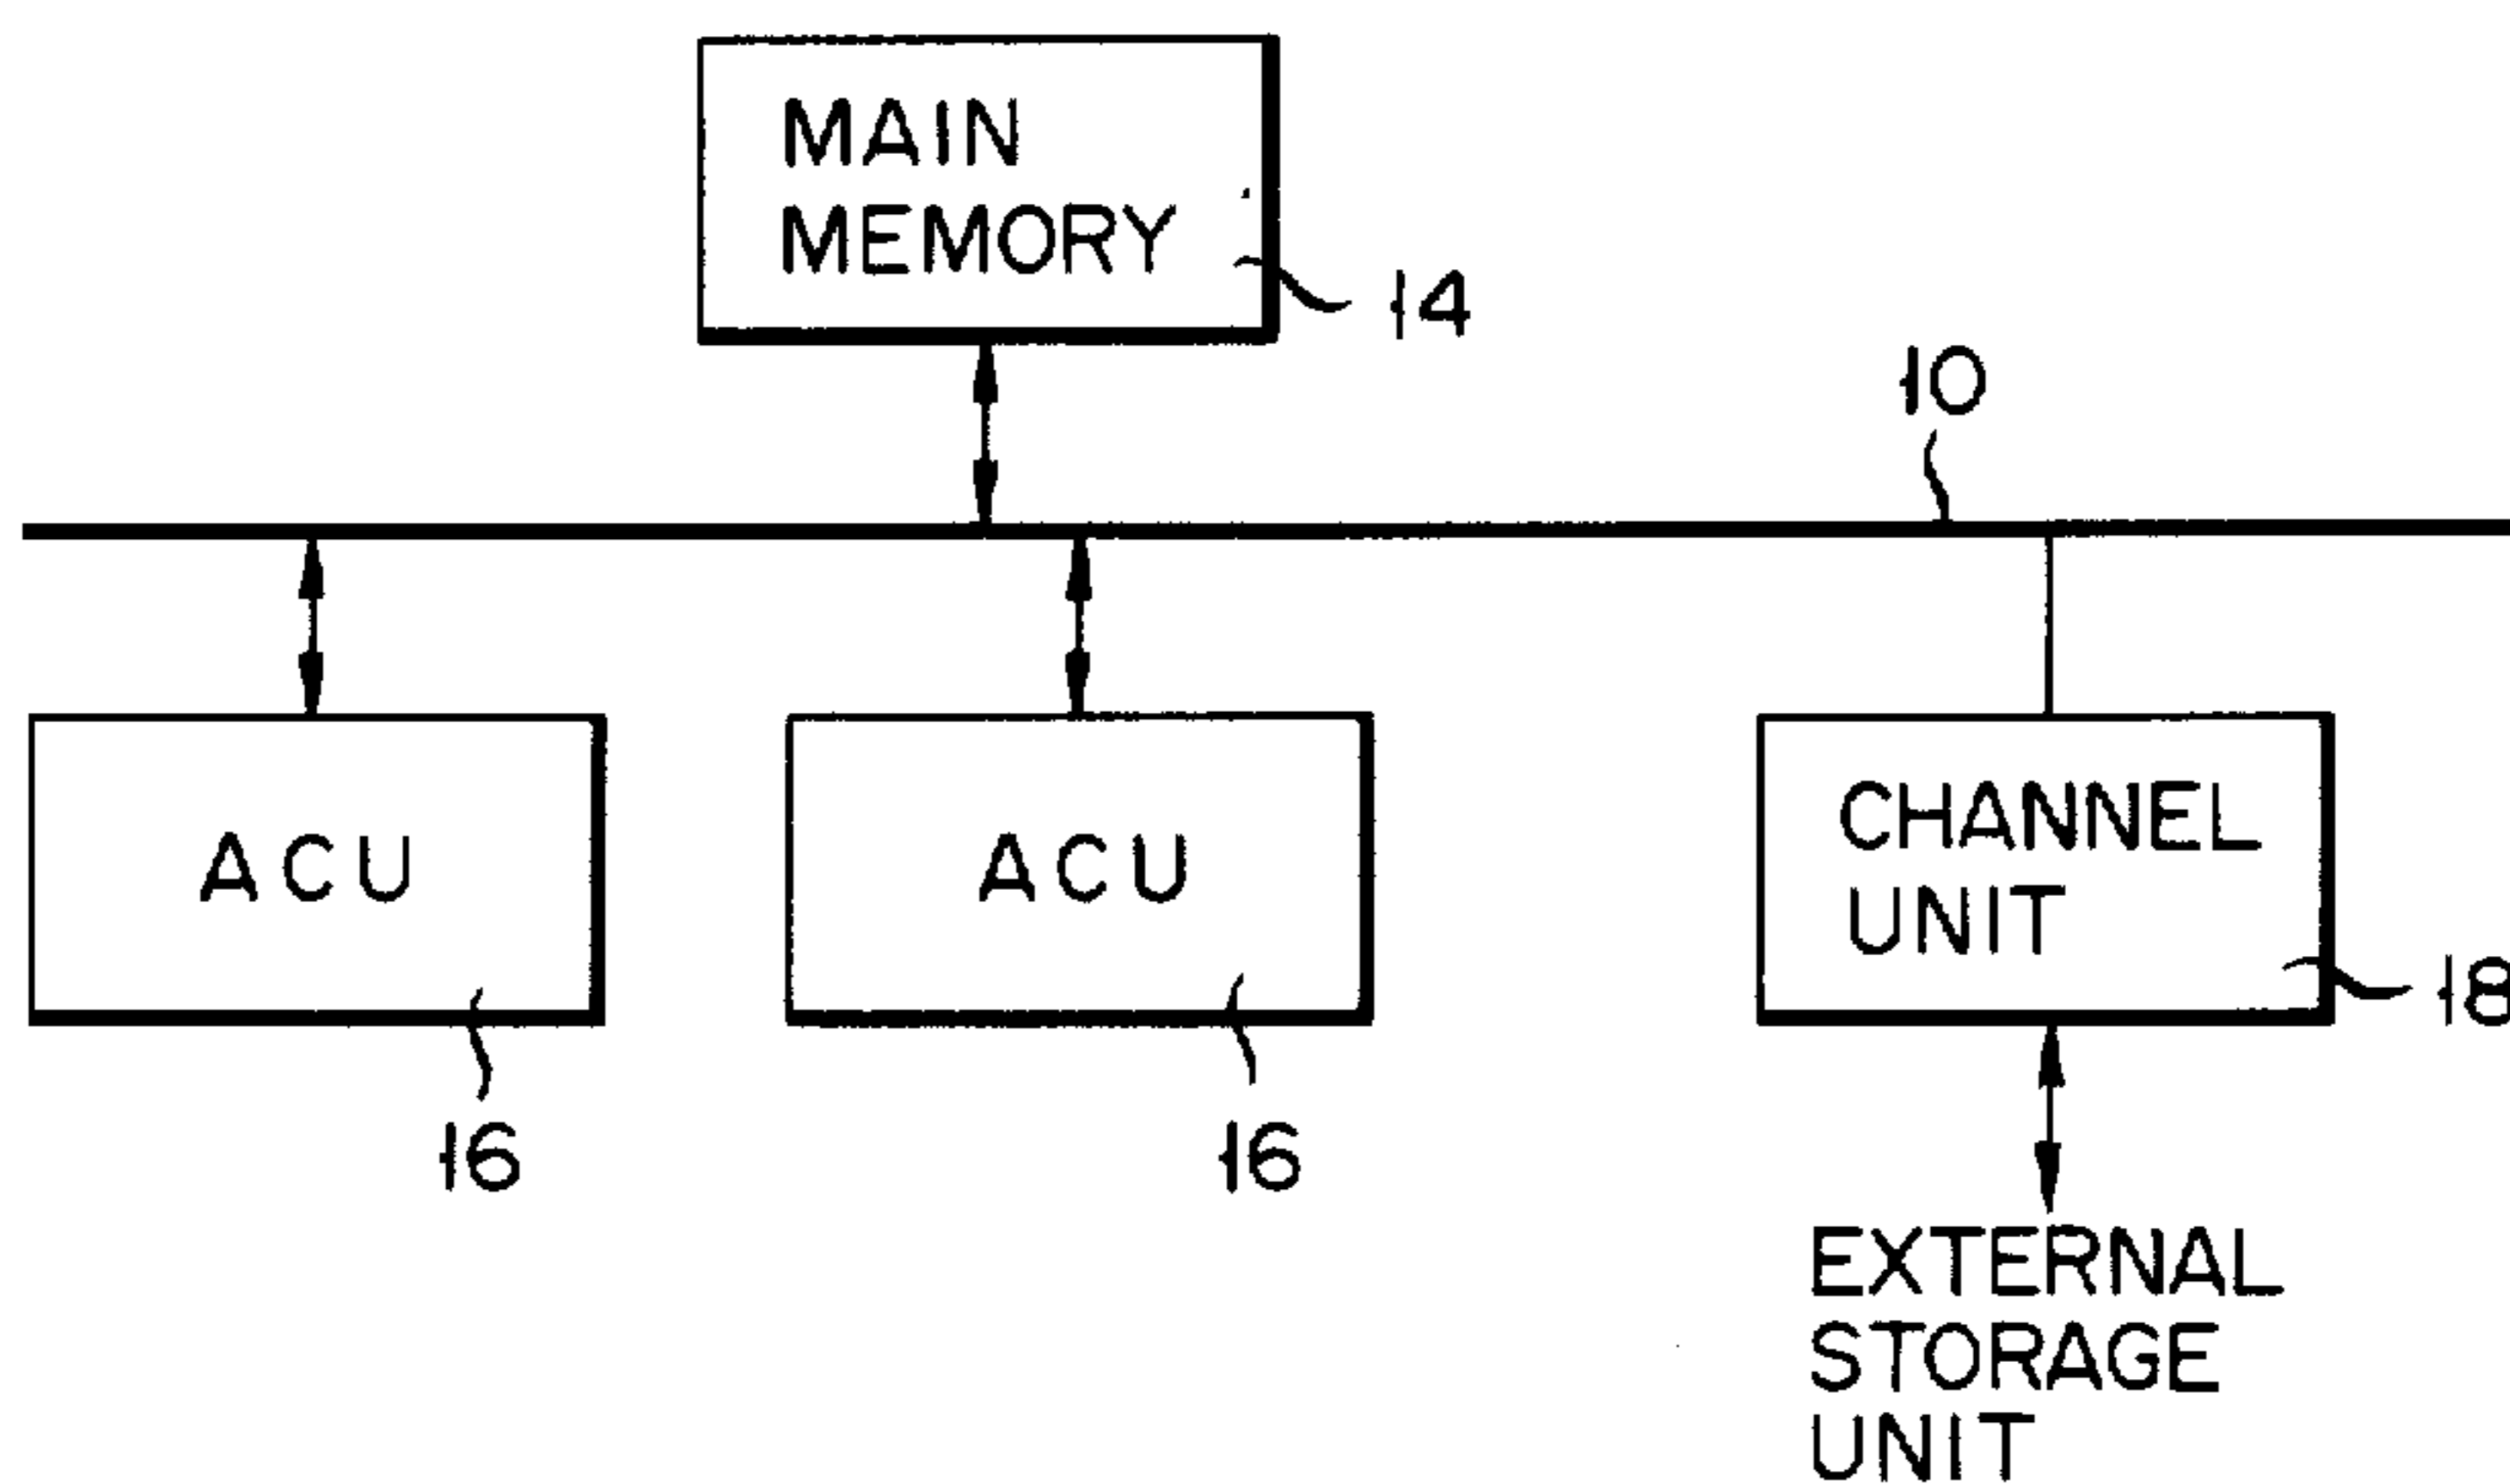 MAIN
MEMORY
14
10
ACU
ACU
CHANNEL
UNIT
18
16
16
EXTERNAL
STORAGE
UNIT